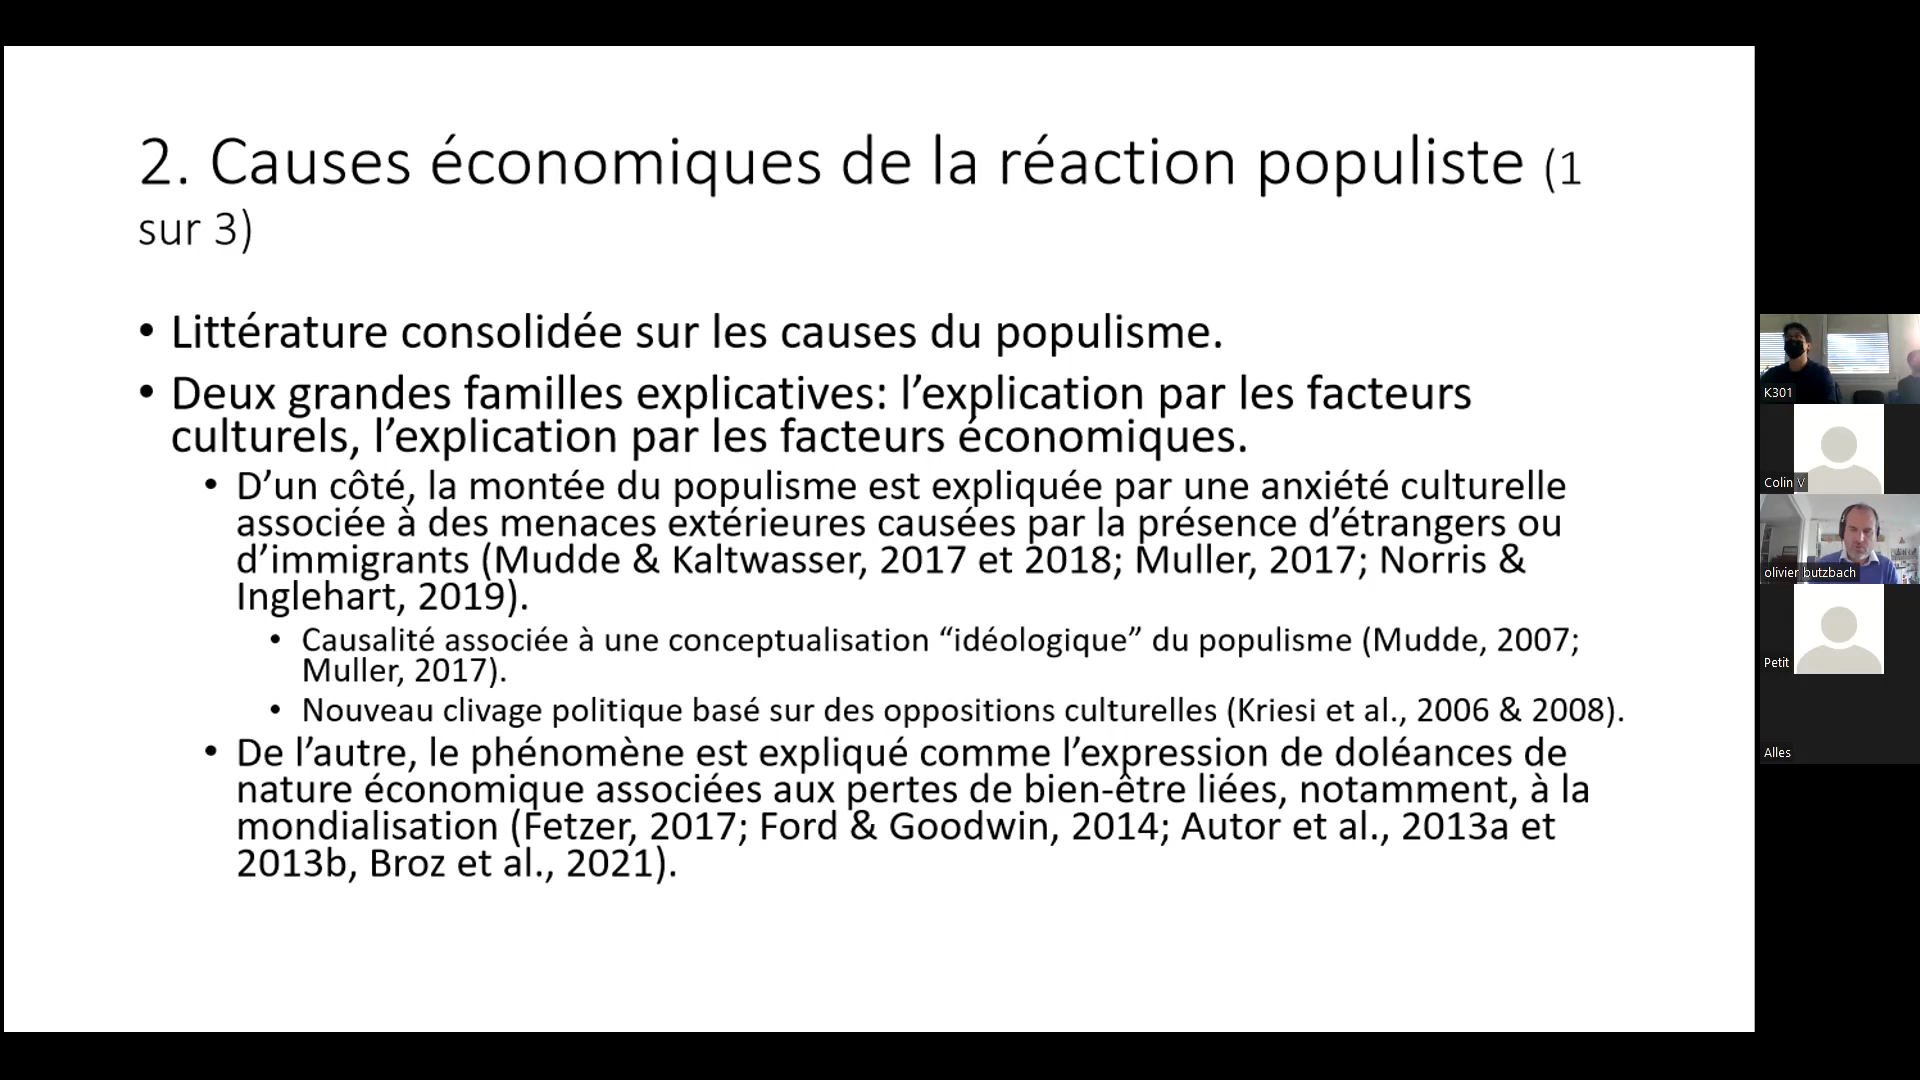 2. Causes économiques de la réaction populiste (1
sur 3)
• Littérature consolidée sur les causes du populisme.
• Deux grandes familles explicatives: l’explication par les facteurs
culturels, l’explication par les facteurs économiques.
• D’un côté, la montée du populisme est expliquée par une anxiété culturelle
associée à des menaces extérieures causées par la présence d’étrangers ou
d’immigrants (Mudde & Kaltwasser, 2017 et 2018; Muller, 2017; Norris &
Inglehart, 2019).
• Causalité associée à une conceptualisation “idéologique” du populisme (Mudde, 2007;
Muller, 2017).
• Nouveau clivage politique basé sur des oppositions culturelles (Kriesi et al., 2006 & 2008).
• De l’autre, le phénomène est expliqué comme l’expression de doléances de
nature économique associées aux pertes de bien-être liées, notamment, à la
mondialisation (Fetzer, 2017; Ford & Goodwin, 2014; Autor et al., 2013a et
2013b, Broz et al., 2021).
K301
Colin V
olivier butzbach
Petit
Alles